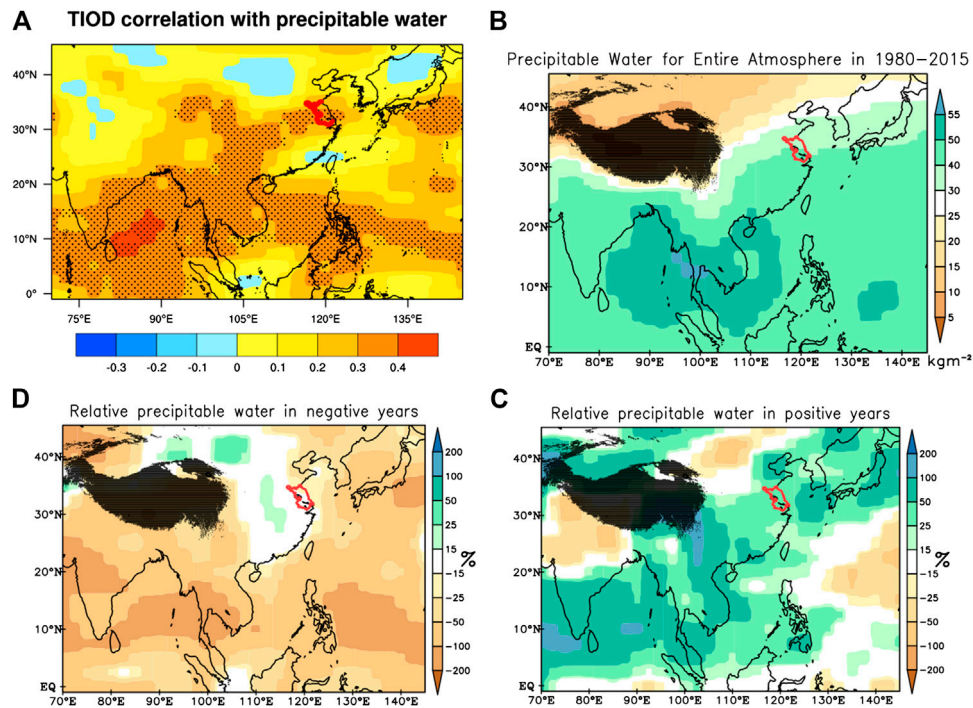 A
TIOD correlation with precipitable water
40°N
30°N
20°N
10°N
0°
75°E
90°E
105°E
120°E
135°E
-0.3 -0.2 -0.1 0 0.1 0.2 0.3 0.4
B
Precipitable Water for Entire Atmosphere in 1980−2015
40°N
30°N
20°N
10°N
EQ
70°E 80°E 90°E 100°E 110°E 120°E 130°E 140°E
55
50
40
30
25
20
15
10
5
kgm−2
D
Relative precipitable water in negative years
40°N
30°N
20°N
10°N
EQ
70°E 80°E 90°E 100°E 110°E 120°E 130°E 140°E
200
100
50
25
15
−15
−25
−50
−100
−200
%
C
Relative precipitable water in positive years
40°N
30°N
20°N
10°N
EQ
70°E 80°E 90°E 100°E 110°E 120°E 130°E 140°E
200
100
50
25
15
−15
−25
−50
−100
−200
%